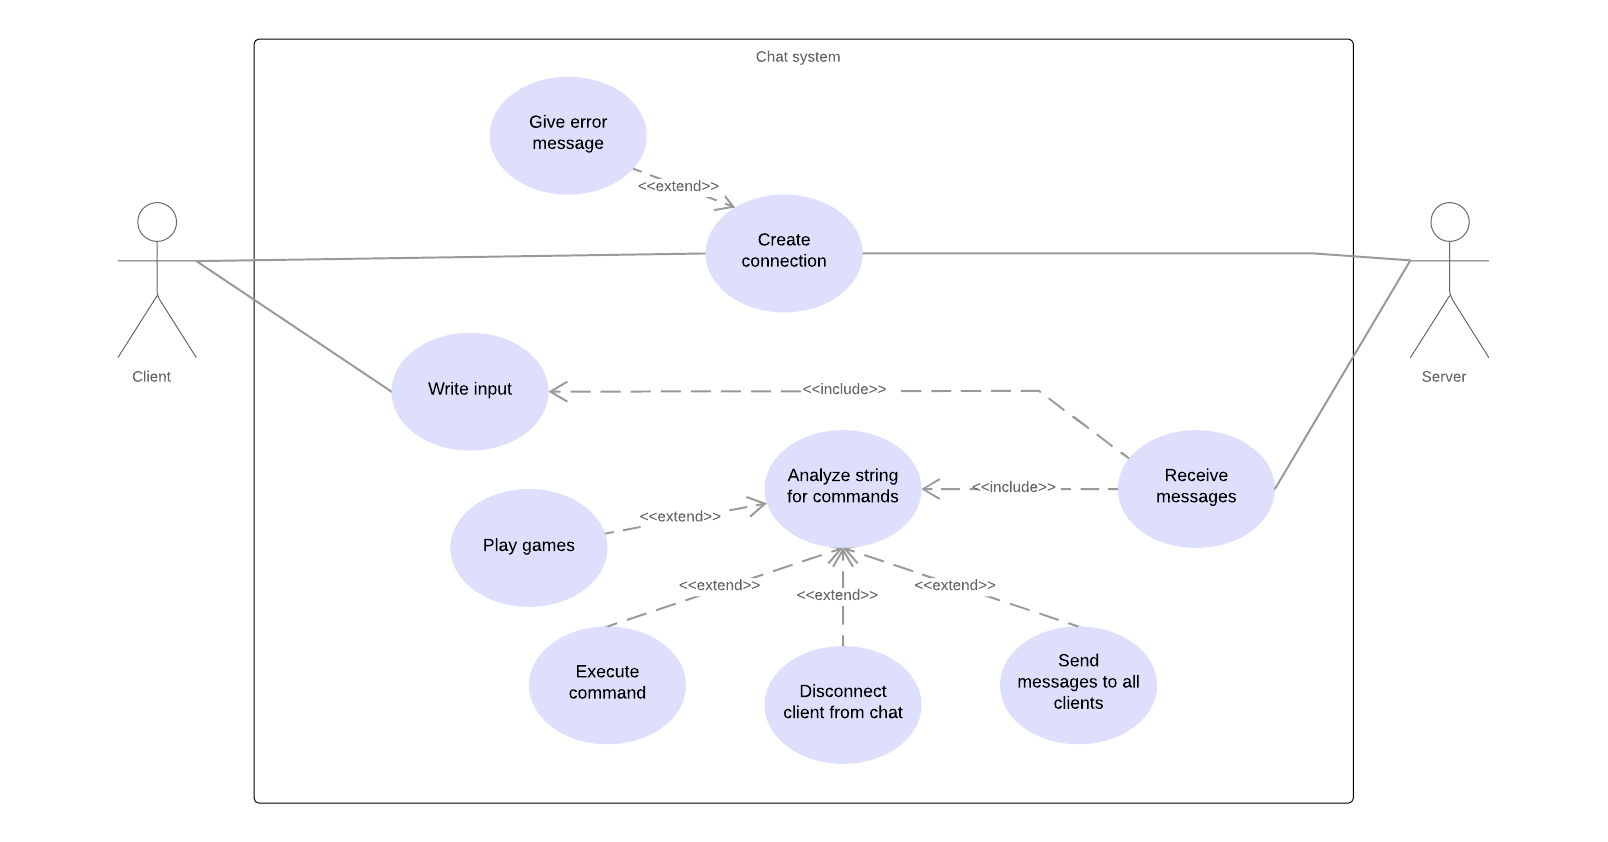 Chat system
Give error
message
<<extend>>
Create
connection
Client
Server
Write input
<<include>>
Analyze string
for commands
<<include>>
Receive
messages
Play games
<<extend>>
<<extend>>
<<extend>>
<<extend>>
Execute
command
Disconnect
client from chat
Send
messages to all
clients